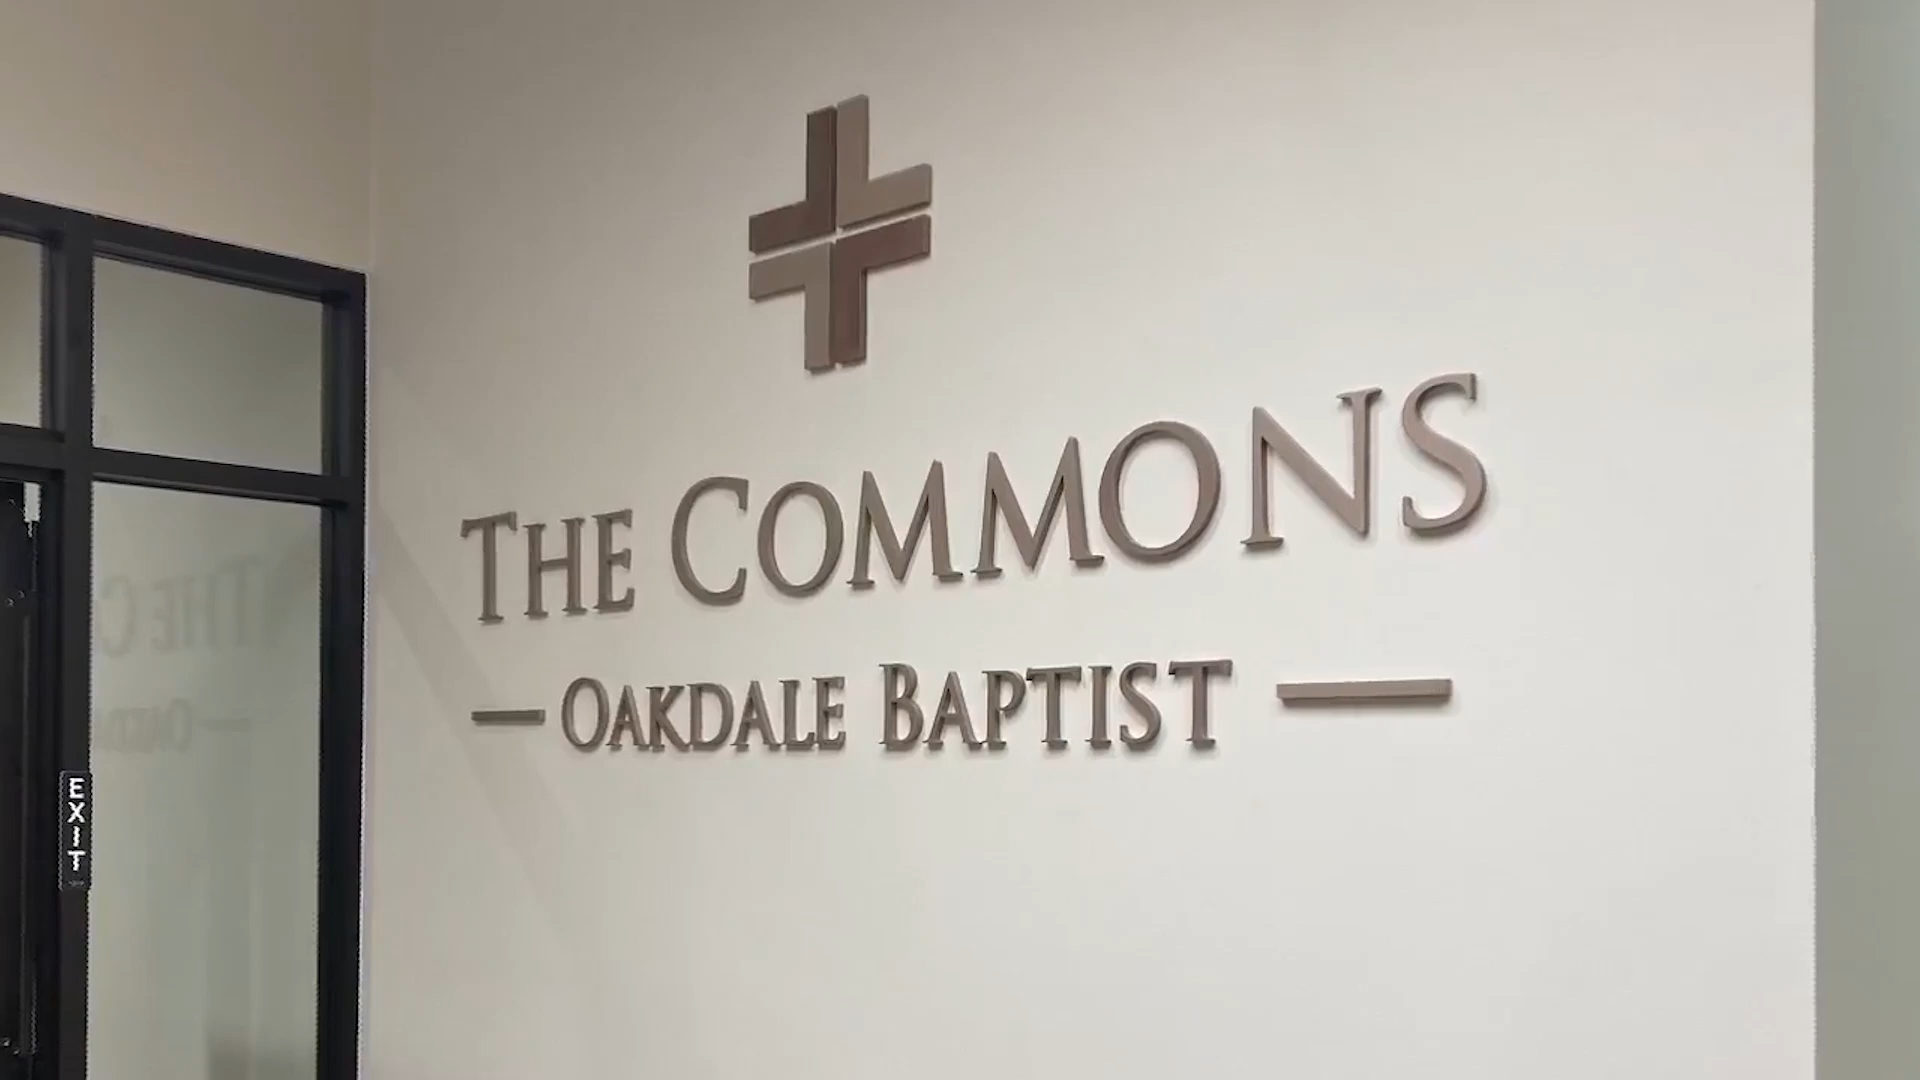 THE COMMONS
— OAKDALE BAPTIST —
EXIT